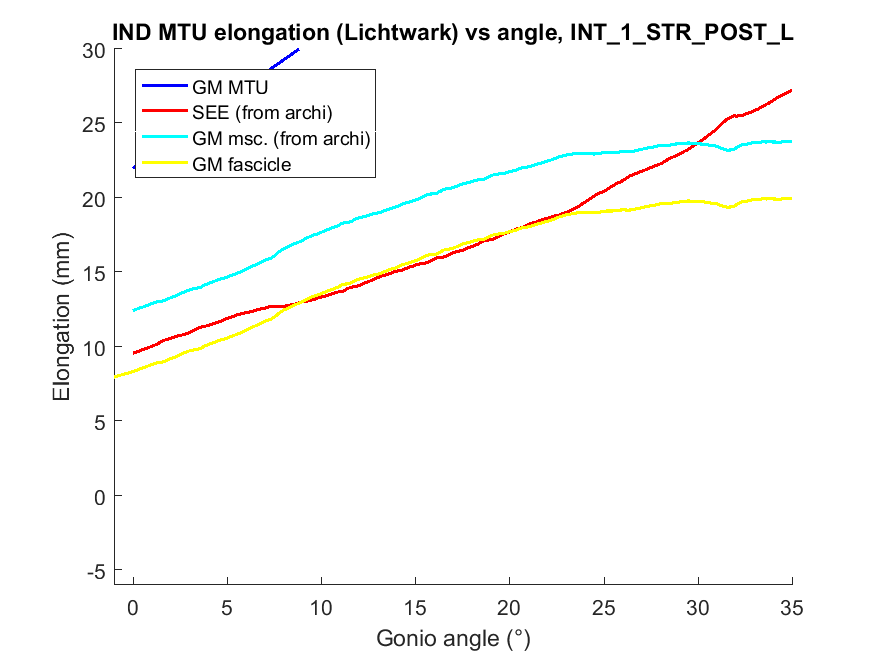 IND MTU elongation (Lichtwark) vs angle, INT_1_STR_POST_L
30
25
20
15
10
5
0
-5
Elongation (mm)
GM MTU
SEE (from archi)
GM msc. (from archi)
GM fascicle
0 5 10 15 20 25 30 35
Gonio angle (°)